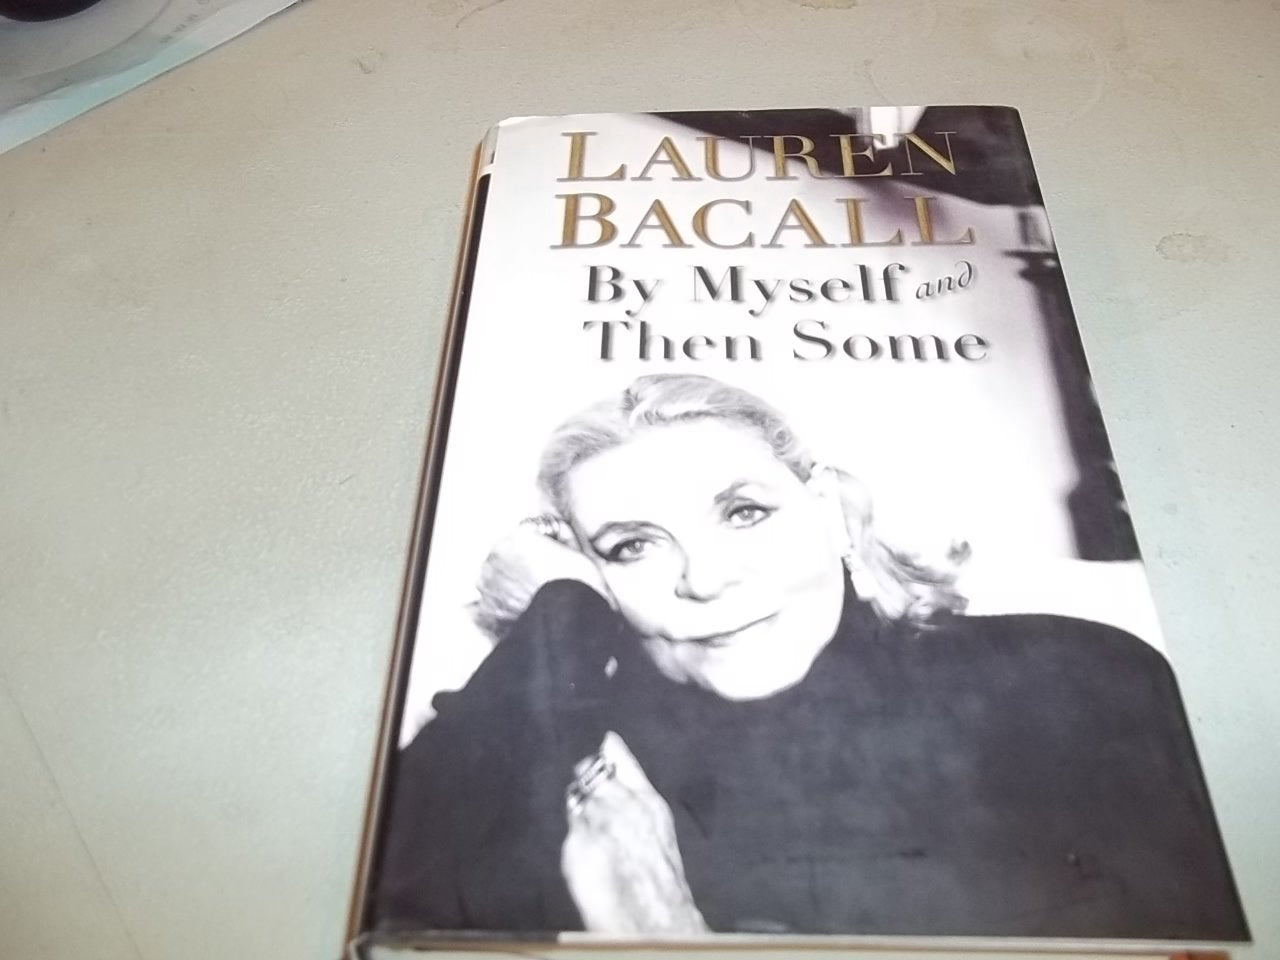 LAUREN
BACALL
By Myself and
Then Some